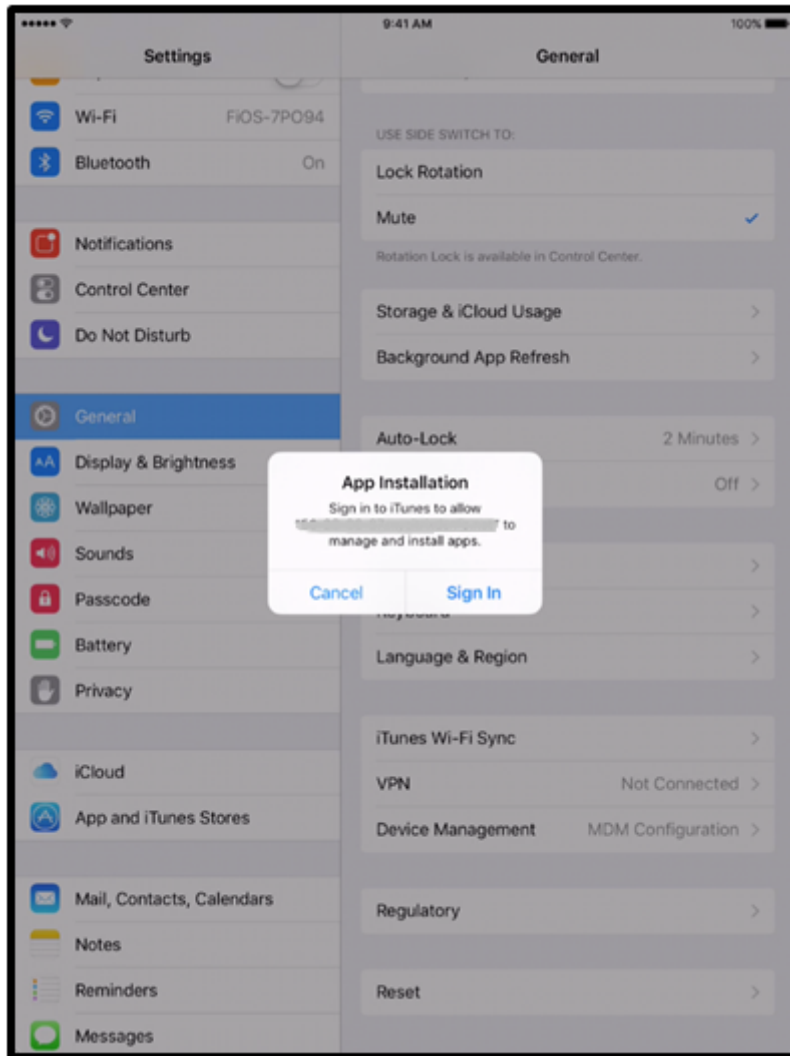 9:41 AM
100%
Settings
General
Wi-Fi
FiOS-7PO94
Bluetooth
On
Notifications
Control Center
Do Not Disturb
General
Display & Brightness
Wallpaper
Sounds
Passcode
Battery
Privacy
iCloud
App and iTunes Stores
Mail, Contacts, Calendars
Notes
Reminders
Messages
USE SIDE SWITCH TO:
Lock Rotation
Mute
Rotation Lock is available in Control Center.
Storage & iCloud Usage
Background App Refresh
Auto-Lock
2 Minutes
Off
App Installation
Sign in to iTunes to allow
to
manage and install apps.
Cancel
Sign In
Keyboard
Language & Region
iTunes Wi-Fi Sync
VPN
Not Connected
Device Management
MDM Configuration
Regulatory
Reset